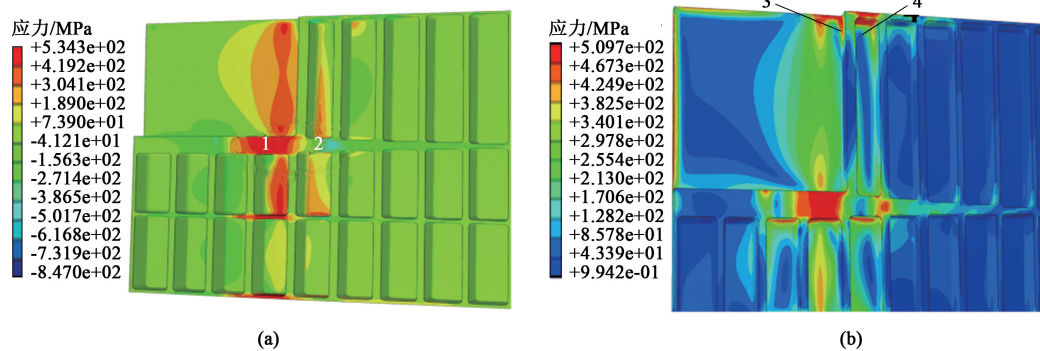 应力/MPa
+5.343e+02
+4.192e+02
+3.041e+02
+1.890e+02
+7.390e+01
-4.121e+01
-1.563e+02
-2.714e+02
-3.865e+02
-5.017e+02
-6.168e+02
-7.319e+02
-8.470e+02
1
2
(a)
应力/MPa
+5.097e+02
+4.673e+02
+4.249e+02
+3.825e+02
+3.401e+02
+2.978e+02
+2.554e+02
+2.130e+02
+1.706e+02
+1.282e+02
+8.578e+01
+4.339e+01
+9.942e-01
3
4
(b)